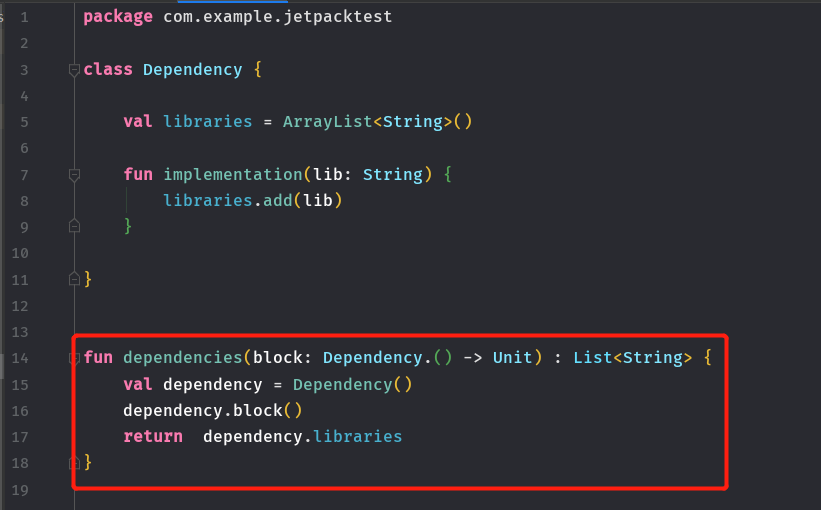 1 package com.example.jetpacktest
2
3 class Dependency {
4
5 val libraries = ArrayList<String>()
6
7 fun implementation(lib: String) {
8 libraries.add(lib)
9 }
10
11 }
12
13
14 fun dependencies(block: Dependency.() -> Unit) : List<String> {
15 val dependency = Dependency()
16 dependency.block()
17 return  dependency.libraries
18 }
19